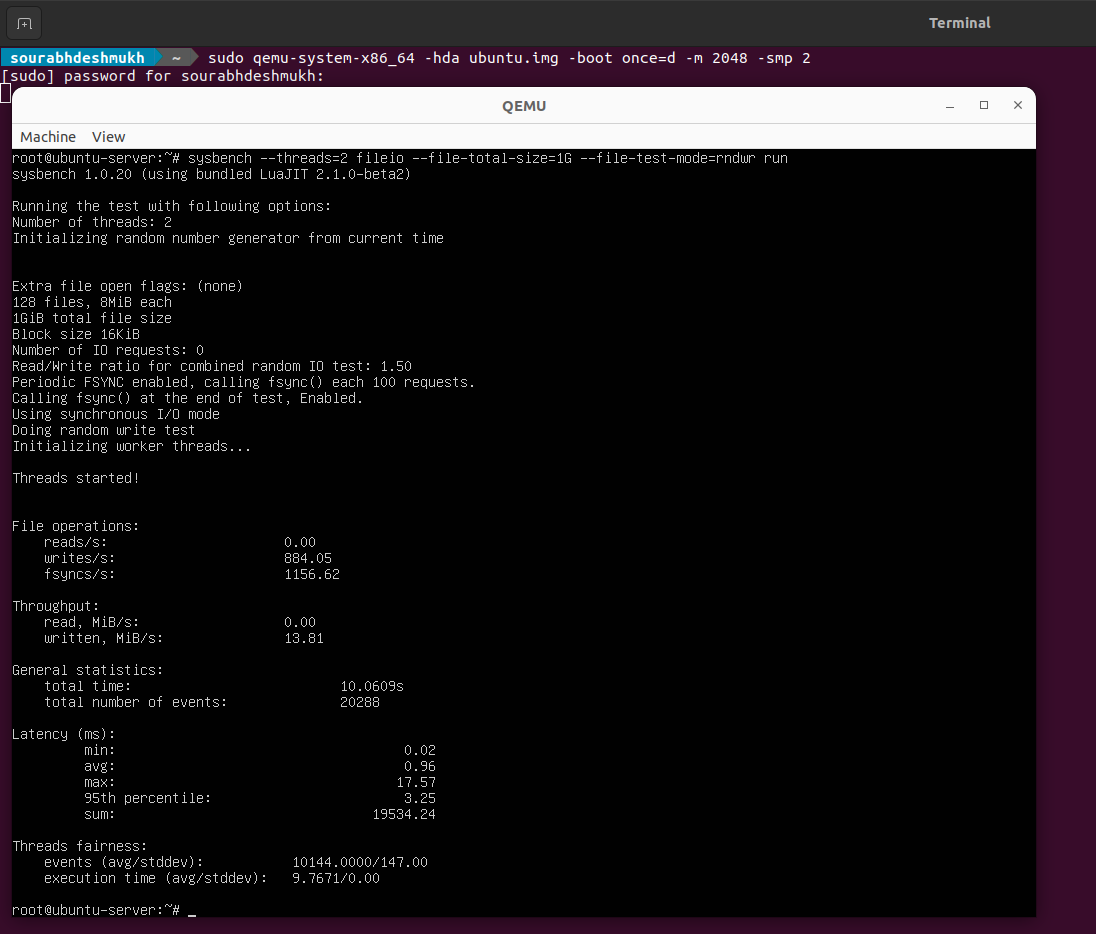 Terminal
sourabhdeshmukh ~ sudo qemu-system-x86_64 -hda ubuntu.img -boot once=d -m 2048 -smp 2
[sudo] password for sourabhdeshmukh:
QEMU
Machine View
root@ubuntu-server:~# sysbench --threads=2 fileio --file-total-size=1G --file-test-mode=rndwr run
sysbench 1.0.20 (using bundled LuaJIT 2.1.0-beta2)
Running the test with following options:
Number of threads: 2
Initializing random number generator from current time
Extra file open flags: (none)
128 files, 8MiB each
1GiB total file size
Block size 16KiB
Number of IO requests: 0
Read/Write ratio for combined random IO test: 1.50
Periodic FSYNC enabled, calling fsync() each 100 requests.
Calling fsync() at the end of test, Enabled.
Using synchronous I/O mode
Doing random write test
Initializing worker threads...
Threads started!
File operations:
reads/s: 0.00
writes/s: 884.05
fsyncs/s: 1156.62
Throughput:
read, MiB/s: 0.00
written, MiB/s: 13.81
General statistics:
total time: 10.0609s
total number of events: 20288
Latency (ms):
min: 0.02
avg: 0.96
max: 17.57
95th percentile: 3.25
sum: 19534.24
Threads fairness:
events (avg/stddev): 10144.0000/147.00
execution time (avg/stddev): 9.7671/0.00
root@ubuntu-server:~# _